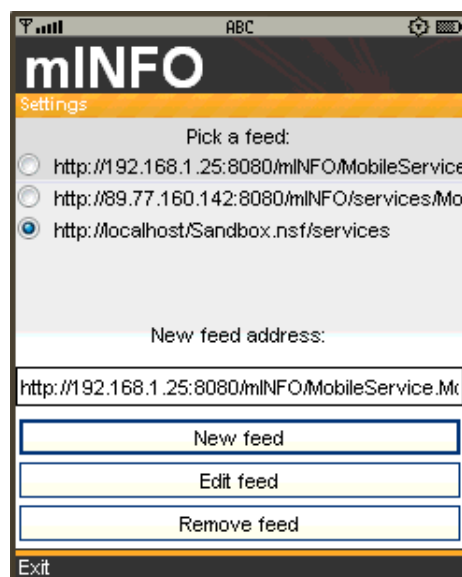 ABC
mINFO
Settings
Pick a feed:
http://192.168.1.25:8080/mINFO/MobileService
http://89.77.160.142:8080/mINFO/services/Mo
http://localhost/Sandbox.nsf/services
New feed address:
http://192.168.1.25:8080/mINFO/MobileService.Mo
New feed
Edit feed
Remove feed
Exit